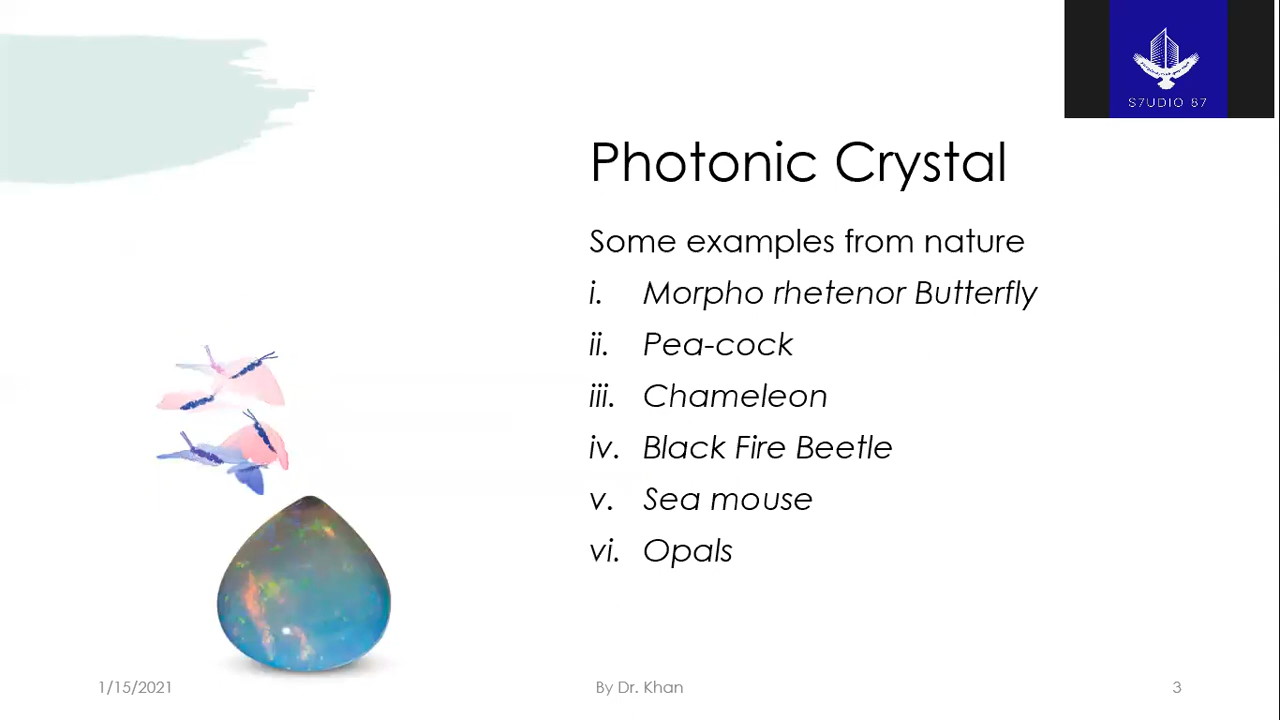 S7UDIO 87
Photonic Crystal
Some examples from nature
i. Morpho rhetenor Butterfly
ii. Pea-cock
iii. Chameleon
iv. Black Fire Beetle
v. Sea mouse
vi. Opals
1/15/2021
By Dr. Khan
3